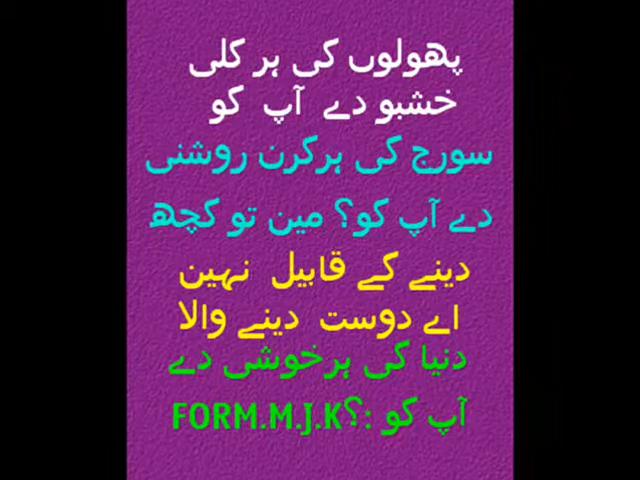 پھولوں کی ہر کلی
خشبو دے آپ کو
سورج کی ہرکرن روشنی
دے آپ کو؟ مین تو کچھ
دینے کے قابیل نہین
اے دوست دینے والا
دنیا کی ہرخوشی دے
آپ کو :؟FORM.M.J.K